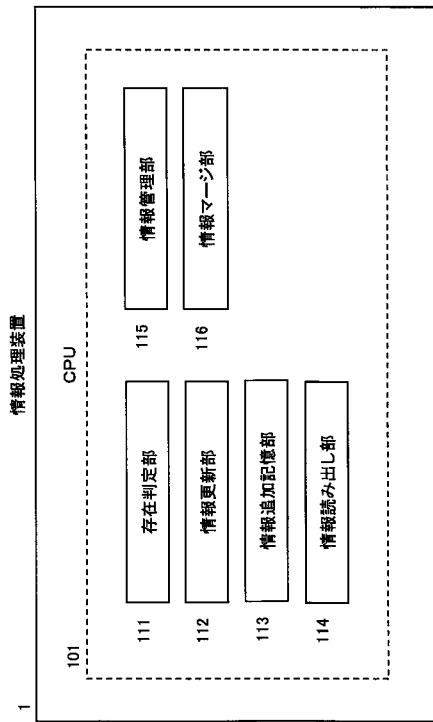 情報処理装置
1
101
CPU
111
存在判定部
112
情報更新部
113
情報追加記憶部
114
情報読み出し部
115
情報管理部
116
情報マージ部